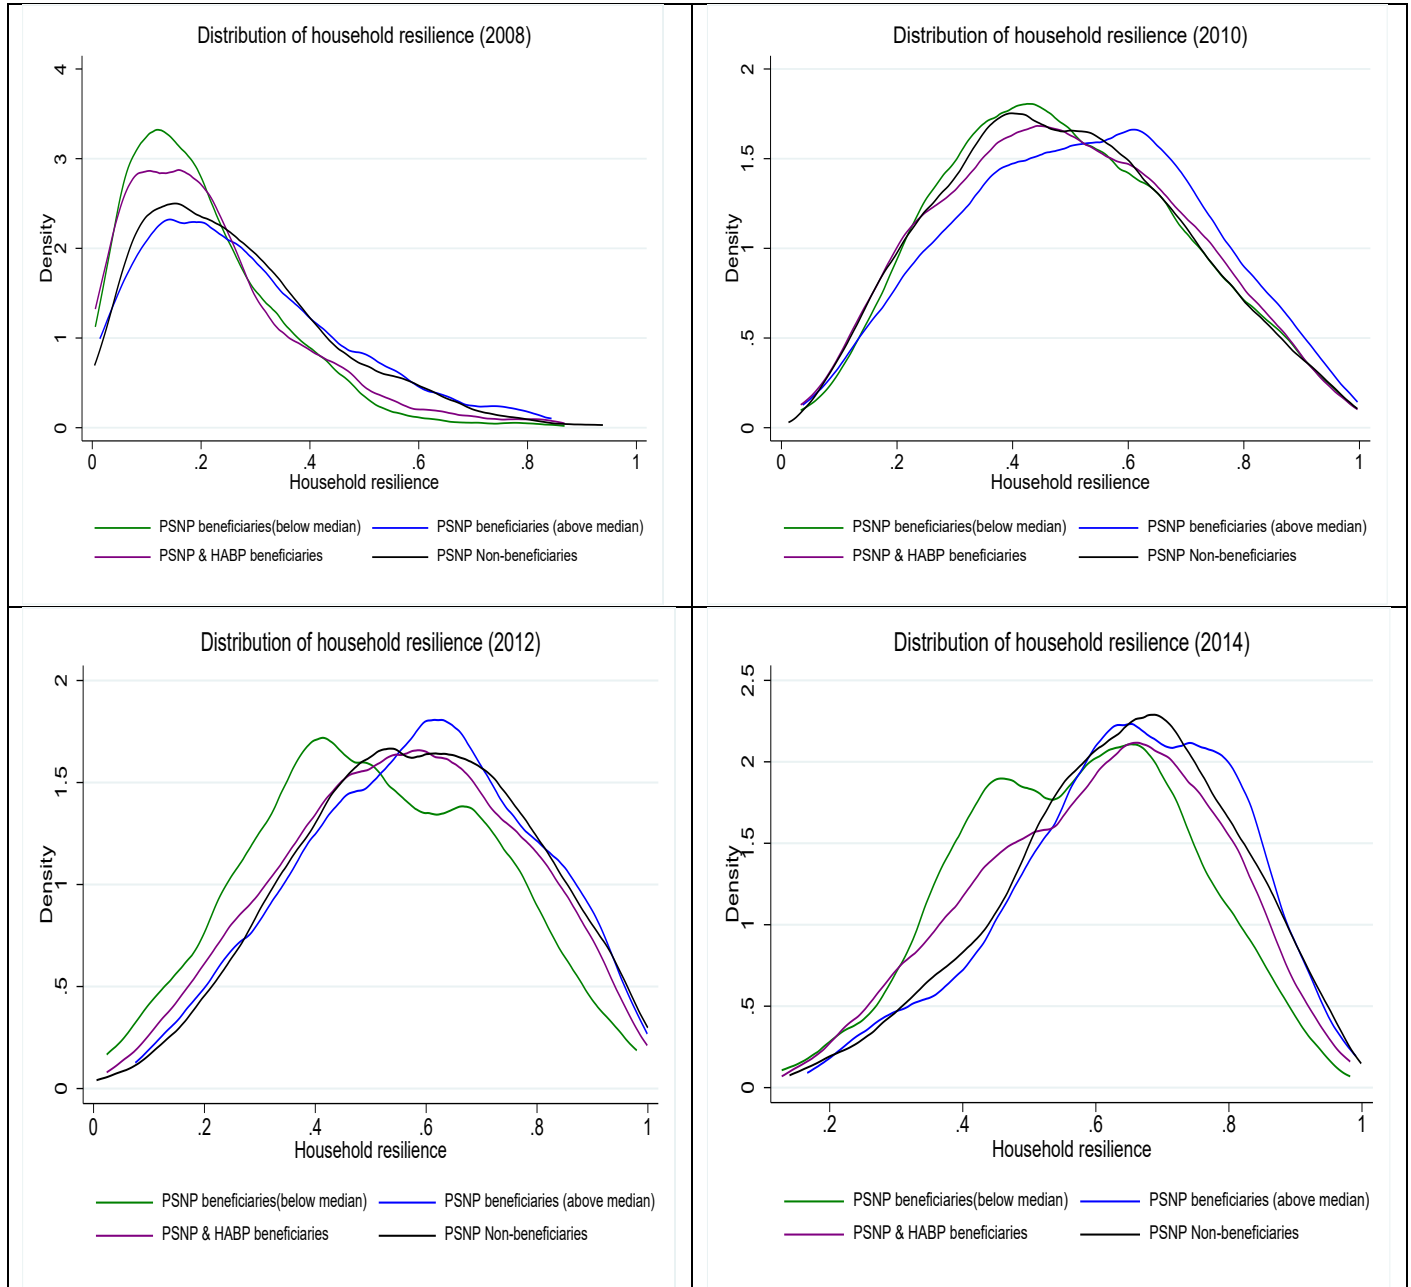 Distribution of household resilience (2008)
4
3
2
1
0
Density
0 .2 .4 .6 .8 1
Household resilience
PSNP beneficiaries(below median) PSNP beneficiaries (above median)
PSNP & HABP beneficiaries PSNP Non-beneficiaries
Distribution of household resilience (2010)
2
1.5
1
.5
0
Density
0 .2 .4 .6 .8 1
Household resilience
PSNP beneficiaries(below median) PSNP beneficiaries (above median)
PSNP & HABP beneficiaries PSNP Non-beneficiaries
Distribution of household resilience (2012)
2
1.5
1
.5
0
Density
0 .2 .4 .6 .8 1
Household resilience
PSNP beneficiaries(below median) PSNP beneficiaries (above median)
PSNP & HABP beneficiaries PSNP Non-beneficiaries
Distribution of household resilience (2014)
2.5
2
1.5
1
.5
0
Density
.2 .4 .6 .8 1
Household resilience
PSNP beneficiaries(below median) PSNP beneficiaries (above median)
PSNP & HABP beneficiaries PSNP Non-beneficiaries